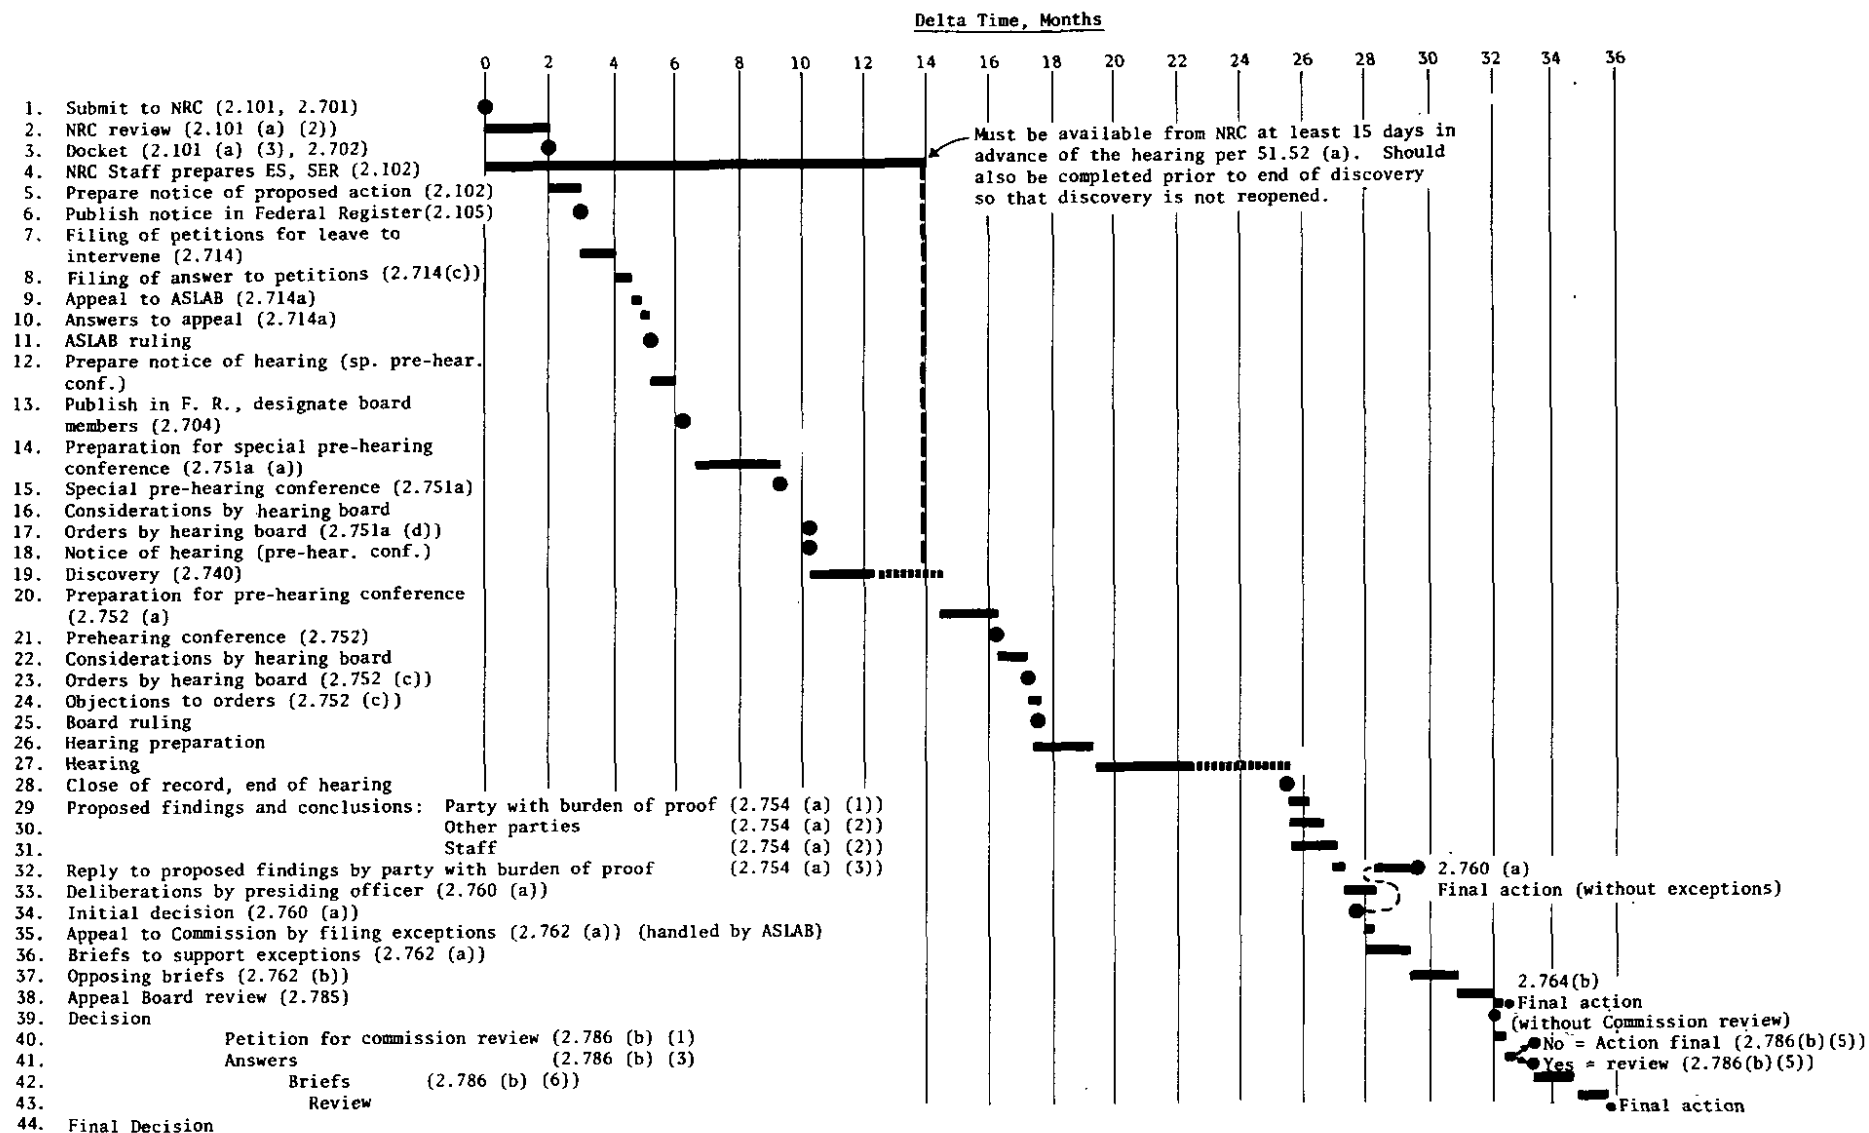 Delta Time, Months
0 2 4 6 8 10 12 14 16 18 20 22 24 26 28 30 32 34 36
1. Submit to NRC (2.101, 2.701)
2. NRC review (2.101 (a) (2))
3. Docket (2.101 (a) (3), 2.702)
4. NRC Staff prepares ES, SER (2.102)
5. Prepare notice of proposed action (2.102)
6. Publish notice in Federal Register(2.105)
7. Filing of petitions for leave to
intervene (2.714)
8. Filing of answer to petitions (2.714(c))
9. Appeal to ASLAB (2.714a)
10. Answers to appeal (2.714a)
11. ASLAB ruling
12. Prepare notice of hearing (sp. pre-hear.
conf.)
13. Publish in F. R., designate board
members (2.704)
14. Preparation for special pre-hearing
conference (2.751a (a))
15. Special pre-hearing conference (2.751a)
16. Considerations by hearing board
17. Orders by hearing board (2.751a (d))
18. Notice of hearing (pre-hear. conf.)
19. Discovery (2.740)
20. Preparation for pre-hearing conference
(2.752 (a)
21. Prehearing conference (2.752)
22. Considerations by hearing board
23. Orders by hearing board (2.752 (c))
24. Objections to orders (2.752 (c))
25. Board ruling
26. Hearing preparation
27. Hearing
28. Close of record, end of hearing
29 Proposed findings and conclusions: Party with burden of proof (2.754 (a) (1))
30. Other parties (2.754 (a) (2))
31. Staff (2.754 (a) (2))
32. Reply to proposed findings by party with burden of proof (2.754 (a) (3))
33. Deliberations by presiding officer (2.760 (a))
34. Initial decision (2.760 (a))
35. Appeal to Commission by filing exceptions (2.762 (a)) (handled by ASLAB)
36. Briefs to support exceptions (2.762 (a))
37. Opposing briefs (2.762 (b))
38. Appeal Board review (2.785)
39. Decision
40. Petition for commission review (2.786 (b) (1)
41. Answers (2.786 (b) (3)
42. Briefs (2.786 (b) (6))
43. Review
44. Final Decision
Must be available from NRC at least 15 days in
advance of the hearing per 51.52 (a). Should
also be completed prior to end of discovery
so that discovery is not reopened.
2.760 (a)
Final action (without exceptions)
2.764(b)
Final action
(without Commission review)
No = Action final (2.786(b)(5))
Yes = review (2.786(b)(5))
Final action